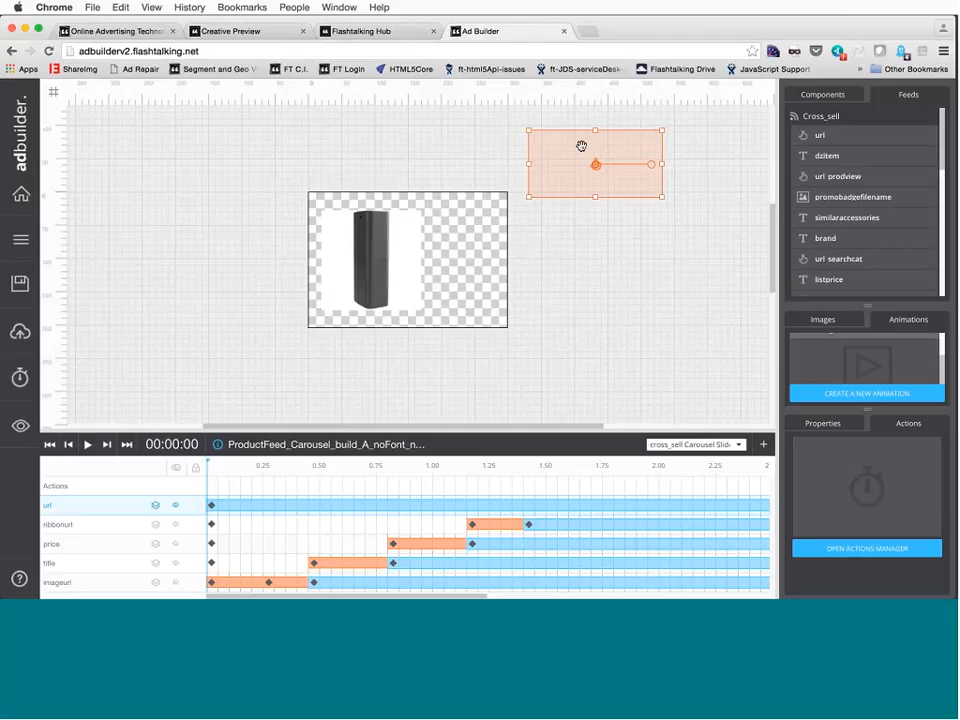 Chrome File Edit View History Bookmarks People Window Help
Online Advertising Techno
Creative Preview
Flashtalking Hub
Ad Builder
adbuilderv2.flashtalking.net
Apps ShareImg Ad Repair Segment and Geo V FT C.I. FT Login HTML5Core ft-html5Api-issues ft-JDS-serviceDesk Flashtalking Drive JavaScript Support » Other Bookmarks
adbuilder.
Components Feeds
Cross_sell
url
dzitem
url prodview
promobadgefilename
similaraccessories
brand
url searchcat
listprice
Images Animations
CREATE A NEW ANIMATION
Properties Actions
OPEN ACTIONS MANAGER
00:00:00 ProductFeed_Carousel_build_A_noFont_n... cross_sell Carousel Slide
0.25 0.50 0.75 1.00 1.25 1.50 1.75 2.00 2
Actions
url
ribbonurl
price
title
imageurl